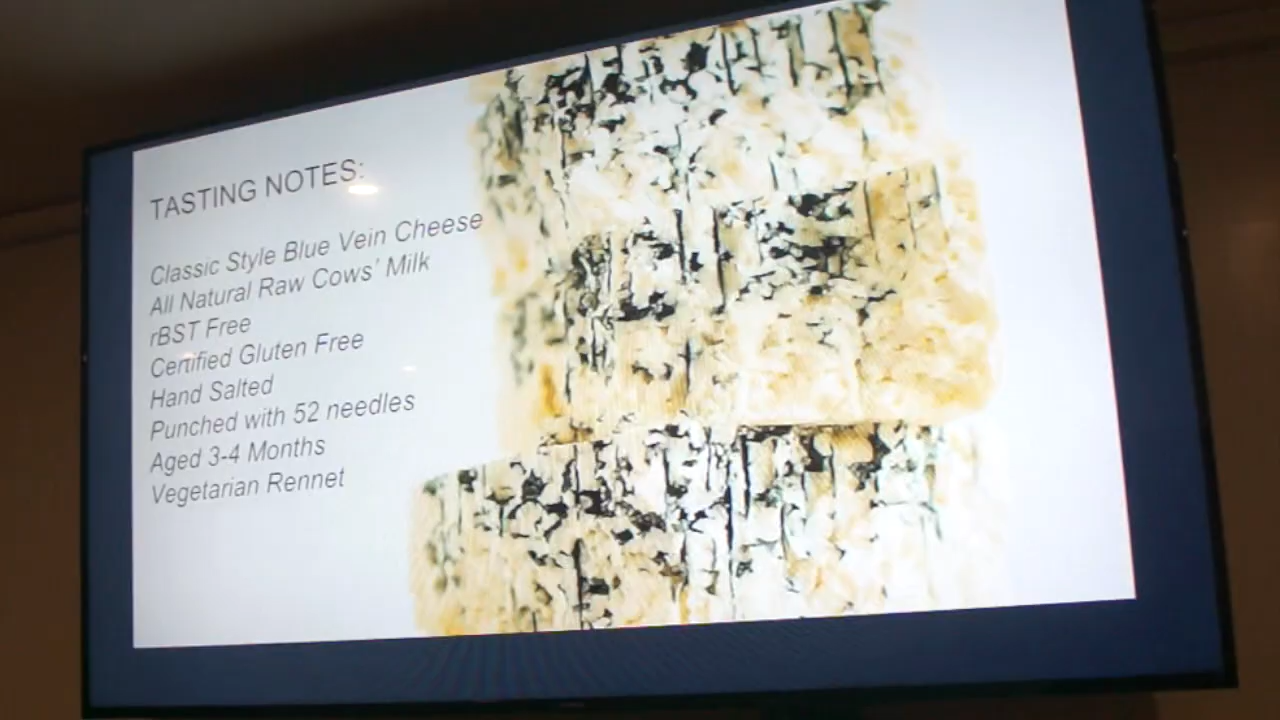 TASTING NOTES:
Classic Style Blue Vein Cheese
All Natural Raw Cows' Milk
rBST Free
Certified Gluten Free
Hand Salted
Punched with 52 needles
Aged 3-4 Months
Vegetarian Rennet